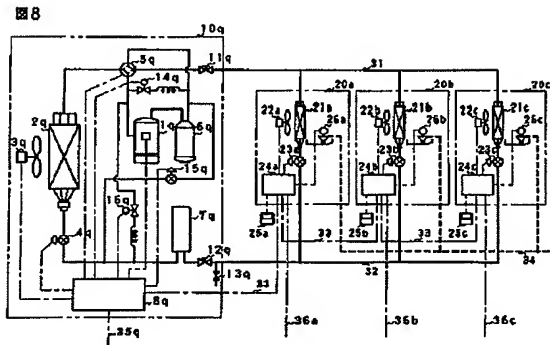 図8
10q
5q
14q
11q
31
20a
20b
20c
3q
2q
1q
6q
22a
21a
26a
22b
21b
26b
22c
21c
26c
23a
23b
23c
15q
24a
24b
24c
16q
4q
7q
25a
33
25b
33
25c
34
12q
32
13q
8q
33
35q
36a
36b
36c